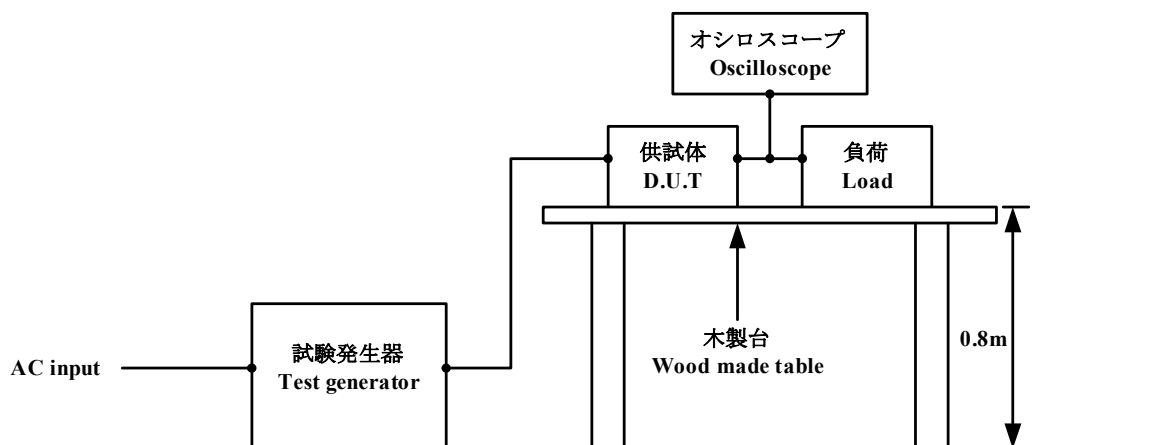 オシロスコープ
Oscilloscope
供試体
D.U.T
負荷
Load
木製台
Wood made table
0.8m
試験発生器
Test generator
AC input